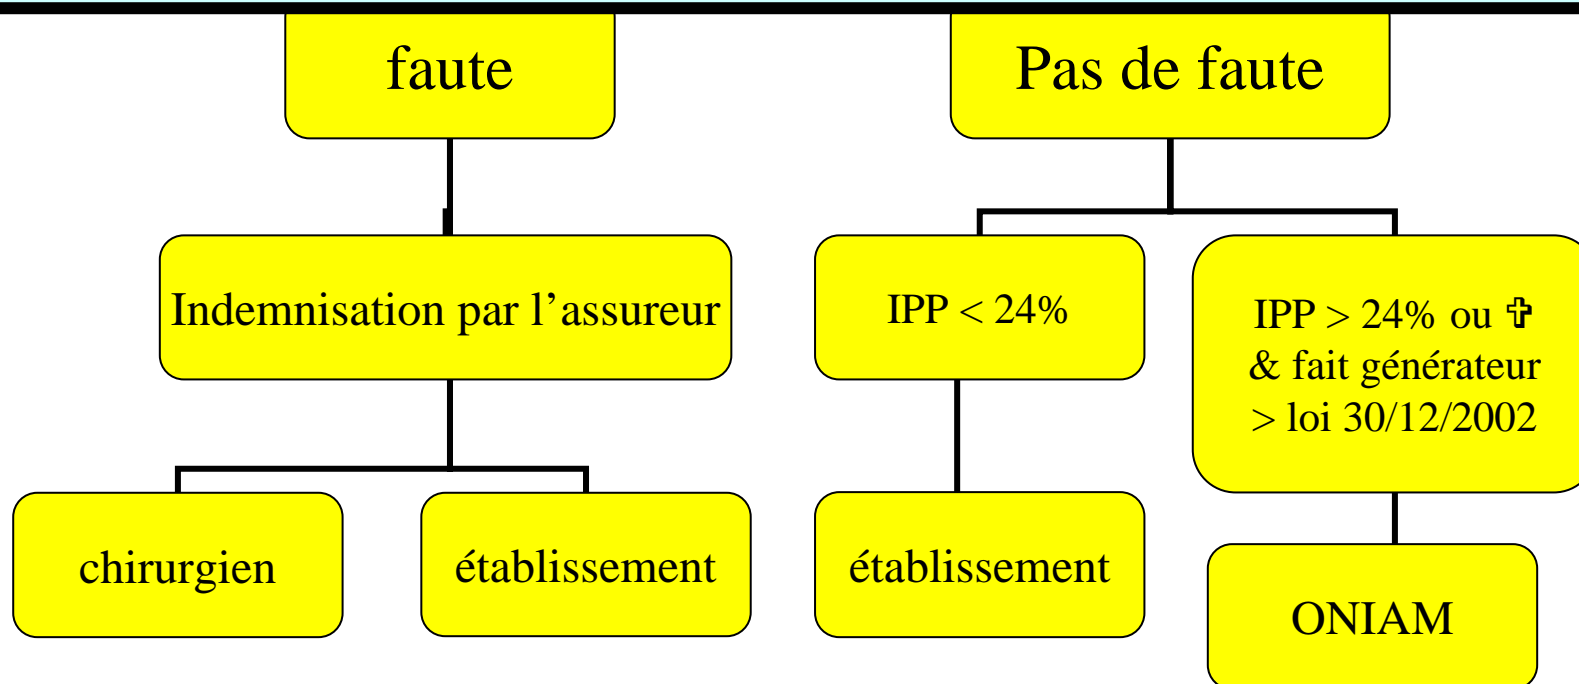 faute
Pas de faute
Indemnisation par l’assureur
IPP < 24%
IPP > 24% ou ✞
& fait générateur
> loi 30/12/2002
chirurgien
établissement
établissement
ONIAM